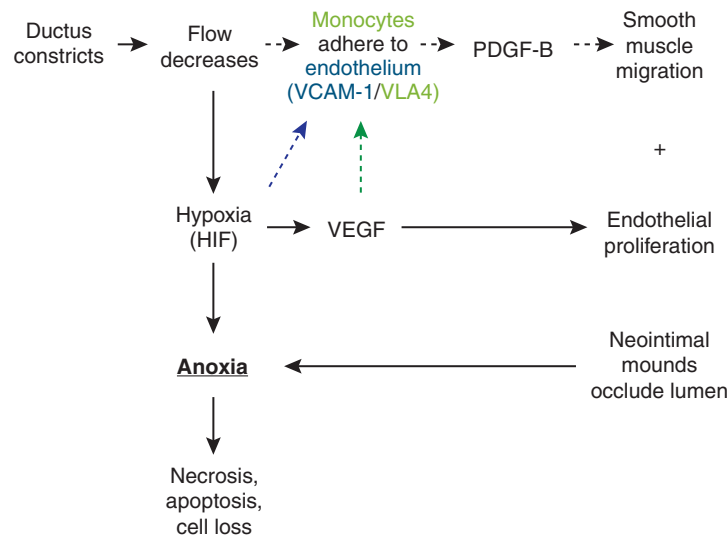 Ductus
constricts
Flow
decreases
Monocytes
adhere to
endothelium
(VCAM-1/VLA4)
PDGF-B
Smooth
muscle
migration
+
Hypoxia
(HIF)
VEGF
Endothelial
proliferation
Anoxia
Neointimal
mounds
occlude lumen
Necrosis,
apoptosis,
cell loss